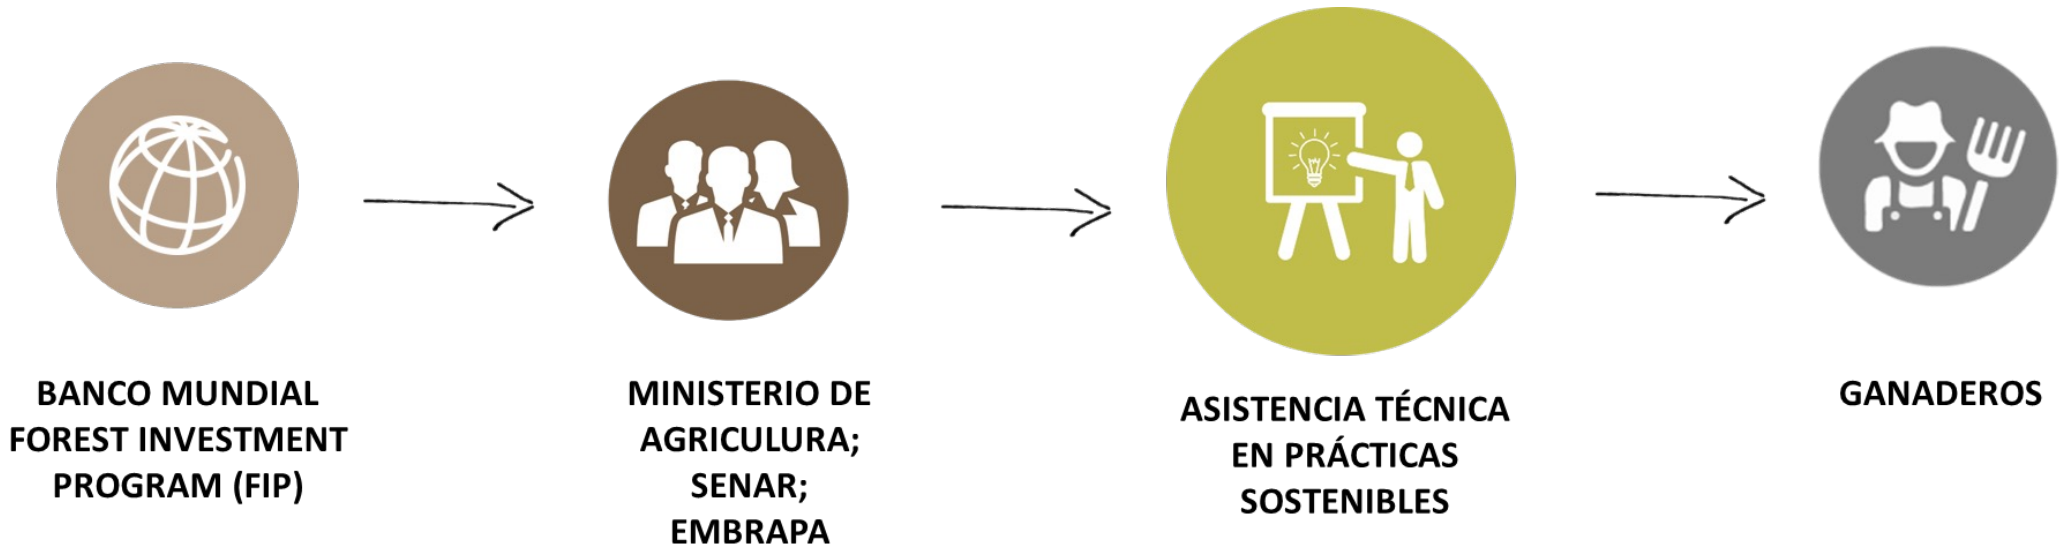 BANCO MUNDIAL
FOREST INVESTMENT
PROGRAM (FIP)
MINISTERIO DE
AGRICULURA;
SENAR;
EMBRAPA
ASISTENCIA TÉCNICA
EN PRÁCTICAS
SOSTENIBLES
GANADEROS